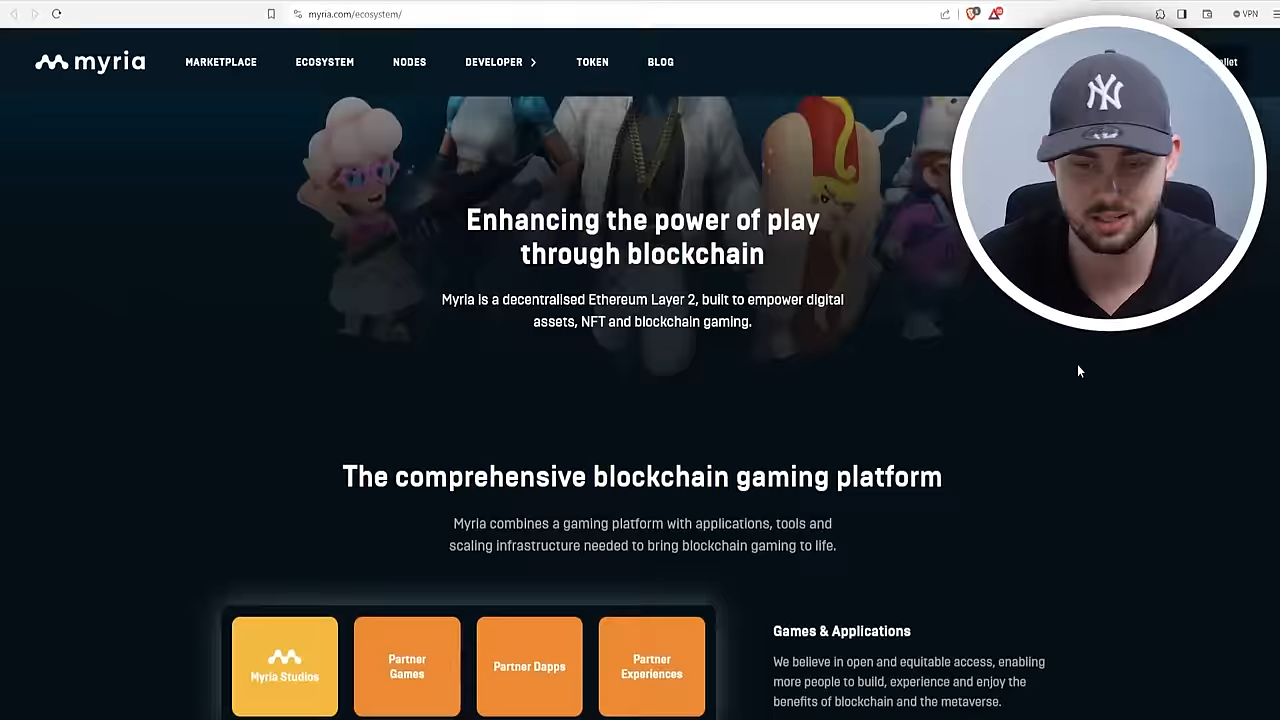 myria.com/ecosystem/
VPN
myria
MARKETPLACE
ECOSYSTEM
NODES
DEVELOPER
TOKEN
BLOG
NY
Enhancing the power of play
through blockchain
Myria is a decentralised Ethereum Layer 2, built to empower digital
assets, NFT and blockchain gaming.
The comprehensive blockchain gaming platform
Myria combines a gaming platform with applications, tools and
scaling infrastructure needed to bring blockchain gaming to life.
Myria Studios
Partner
Games
Partner Dapps
Partner
Experiences
Games & Applications
We believe in open and equitable access, enabling
more people to build, experience and enjoy the
benefits of blockchain and the metaverse.